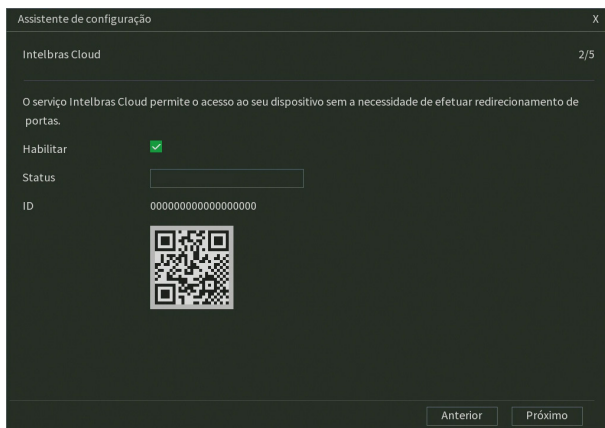 Assistente de configuração X
Intelbras Cloud 2/5
O serviço Intelbras Cloud permite o acesso ao seu dispositivo sem a necessidade de efetuar redirecionamento de
portas.
Habilitar
Status
ID 000000000000000000
Anterior Próximo